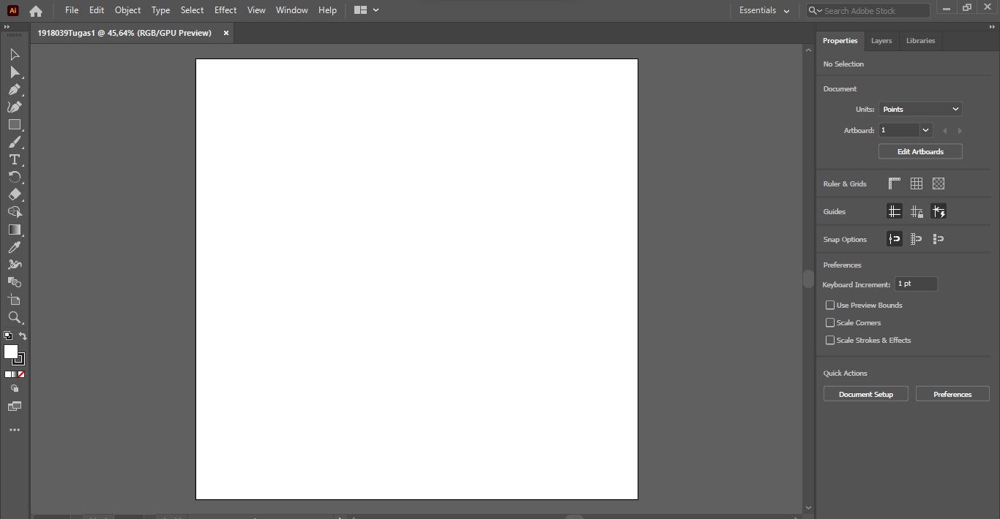 Ai File Edit Object Type Select Effect View Window Help Essentials Search Adobe Stock
1918039Tugas1 @ 45,64% (RGB/GPU Preview) ×
Properties Layers Libraries
No Selection
Document
Units: Points
Artboard: 1
Edit Artboards
Ruler & Grids
Guides
Snap Options
Preferences
Keyboard Increment: 1 pt
Use Preview Bounds
Scale Corners
Scale Strokes & Effects
Quick Actions
Document Setup Preferences